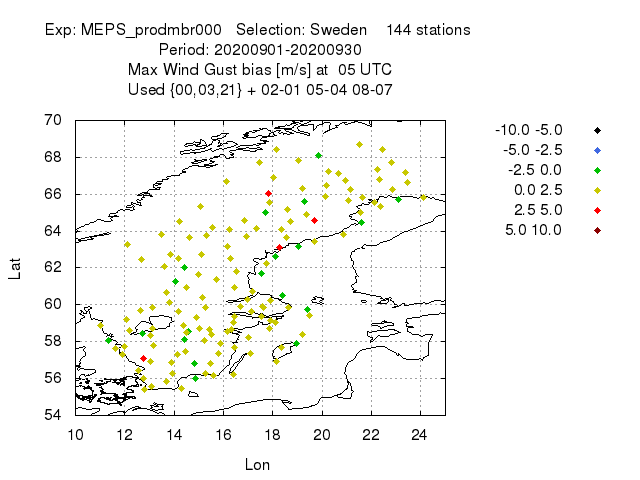 Exp: MEPS_prodmbr000 Selection: Sweden 144 stations
Period: 20200901-20200930
Max Wind Gust bias [m/s] at 05 UTC
Used {00,03,21} + 02-01 05-04 08-07
70
68
66
64
62
60
58
56
54
10 12 14 16 18 20 22 24
Lat
Lon
-10.0 -5.0
-5.0 -2.5
-2.5 0.0
0.0 2.5
2.5 5.0
5.0 10.0